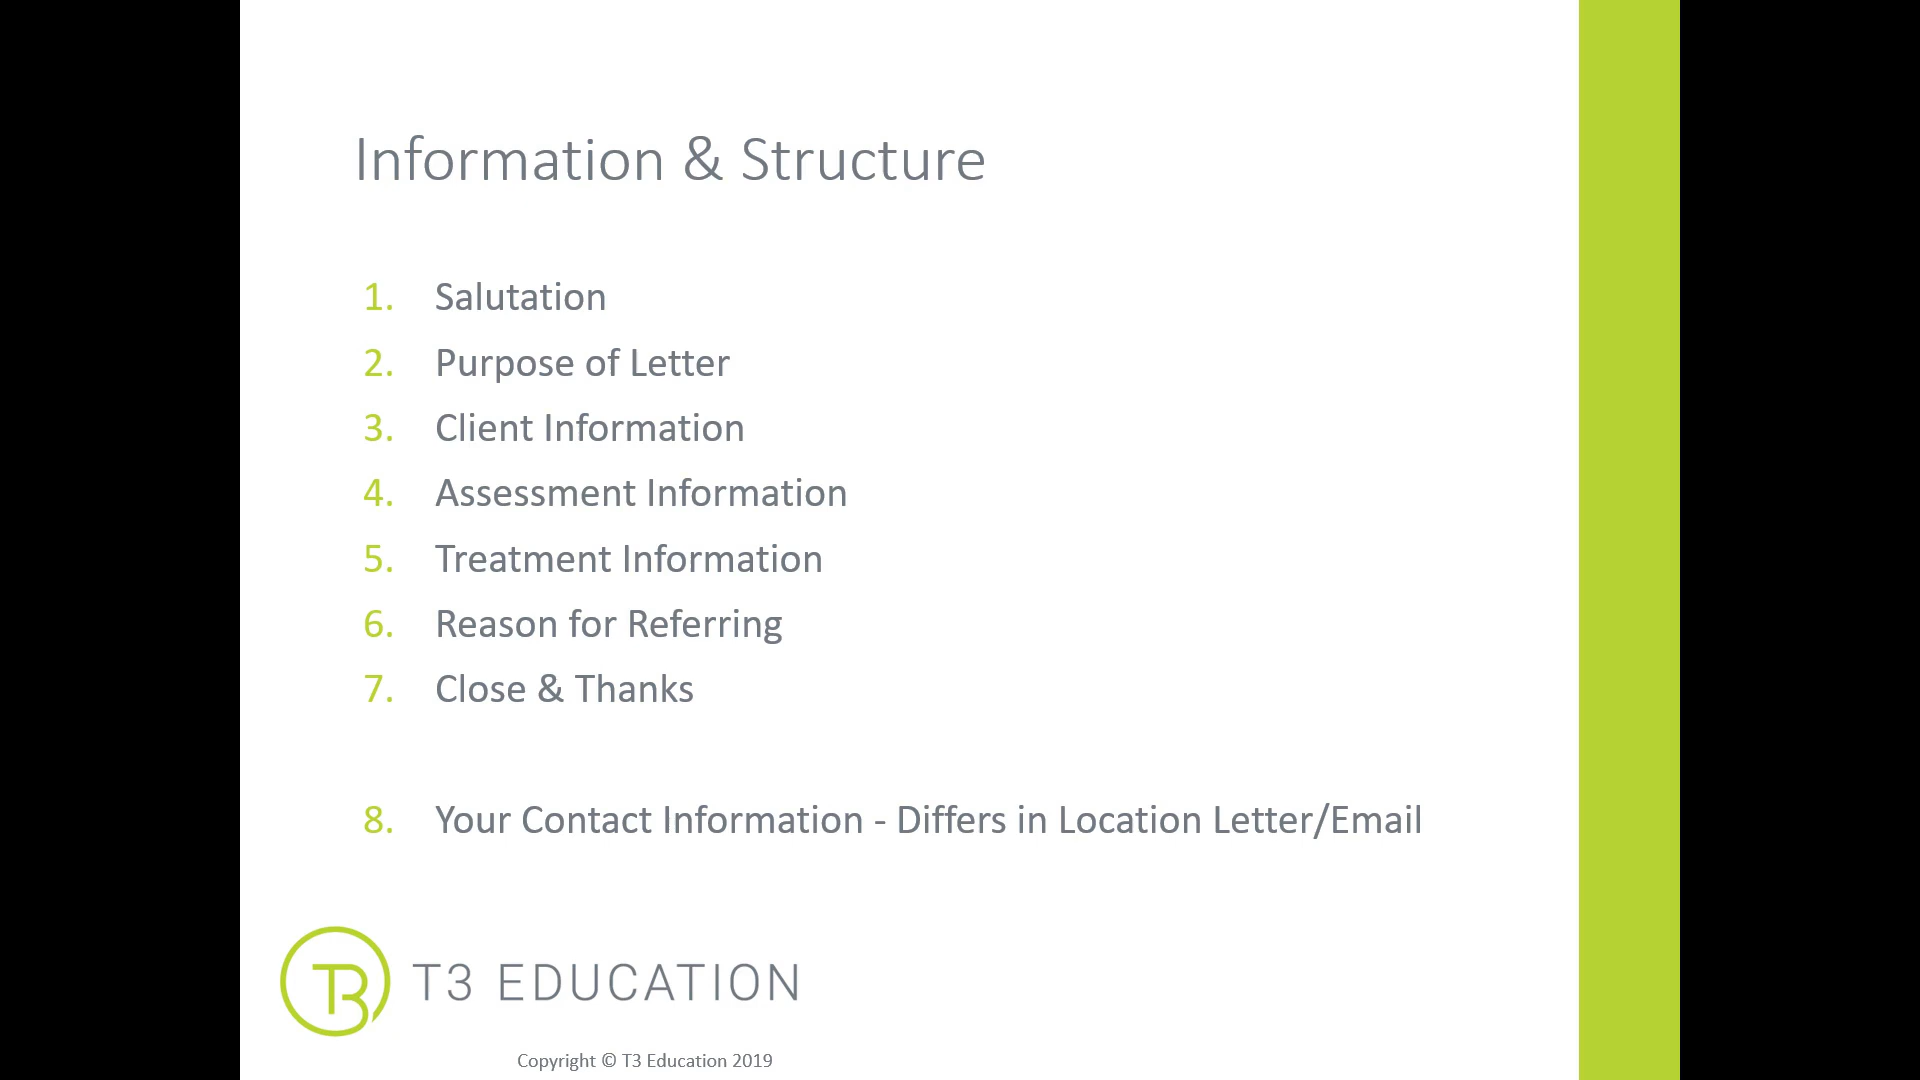 Information & Structure
1. Salutation
2. Purpose of Letter
3. Client Information
4. Assessment Information
5. Treatment Information
6. Reason for Referring
7. Close & Thanks
8. Your Contact Information - Differs in Location Letter/Email
T3 T3 EDUCATION
Copyright © T3 Education 2019